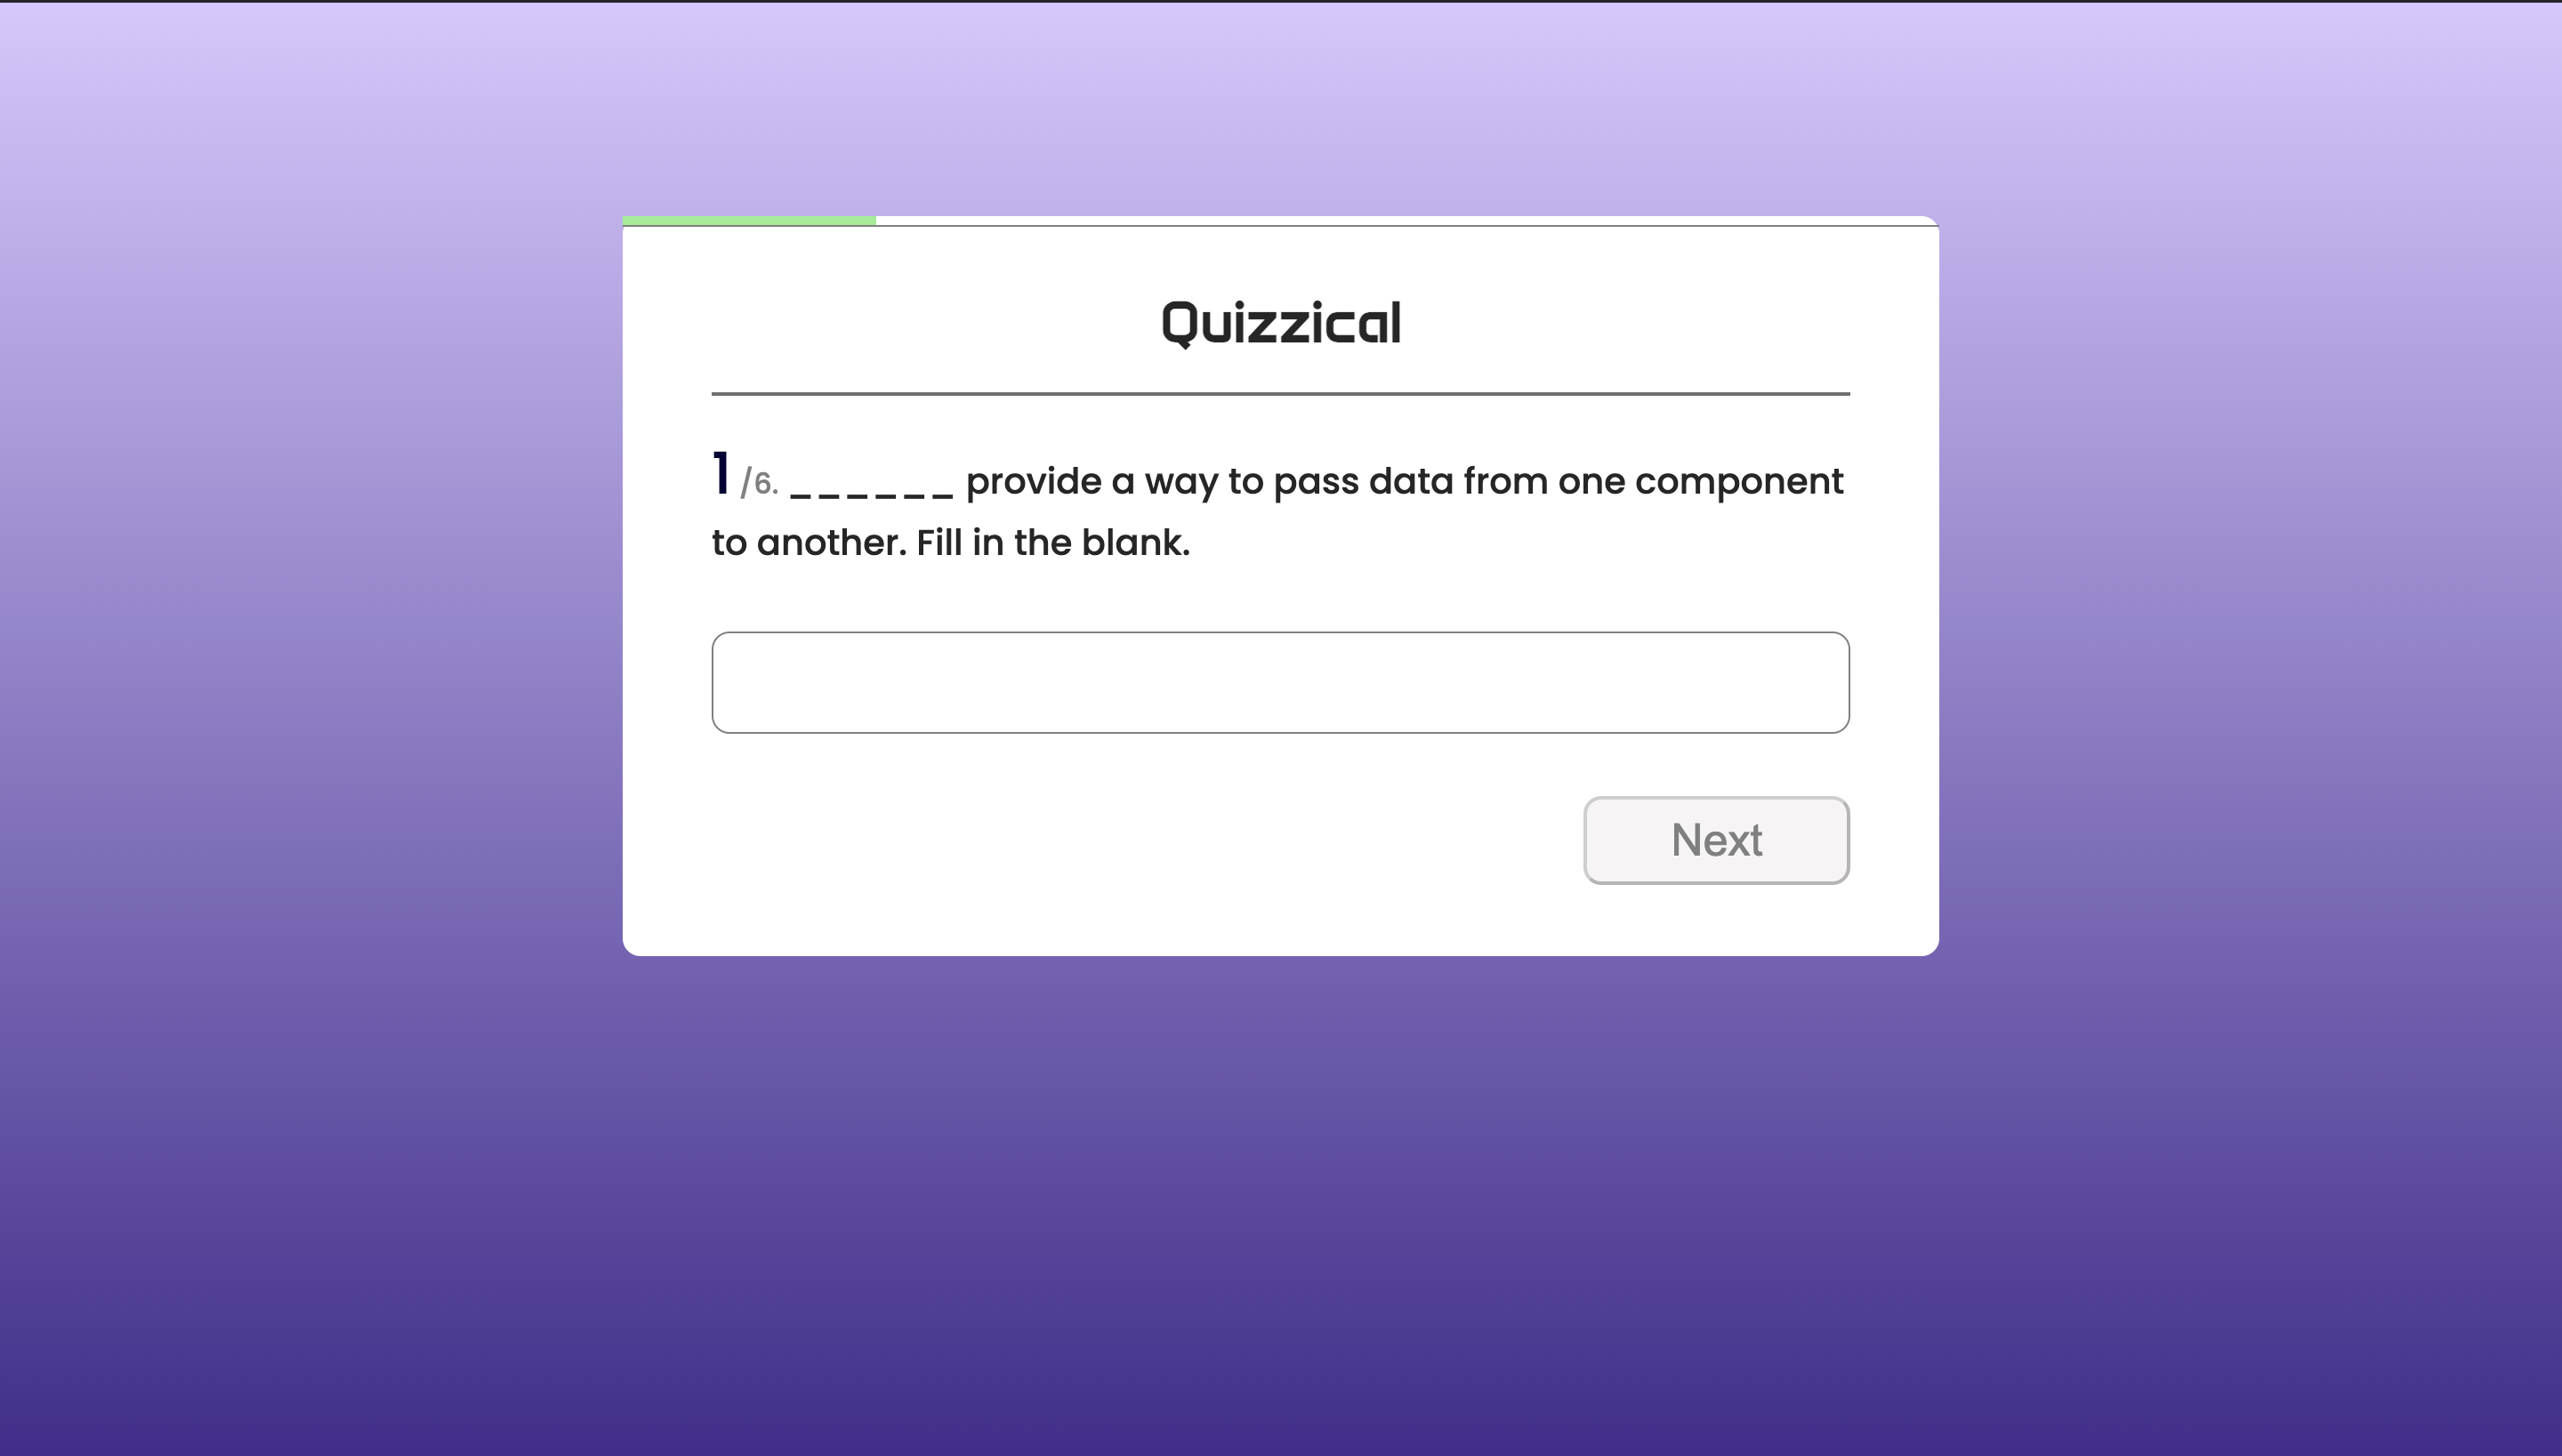 Quizzical
1 /6. ______ provide a way to pass data from one component
to another. Fill in the blank.
Next